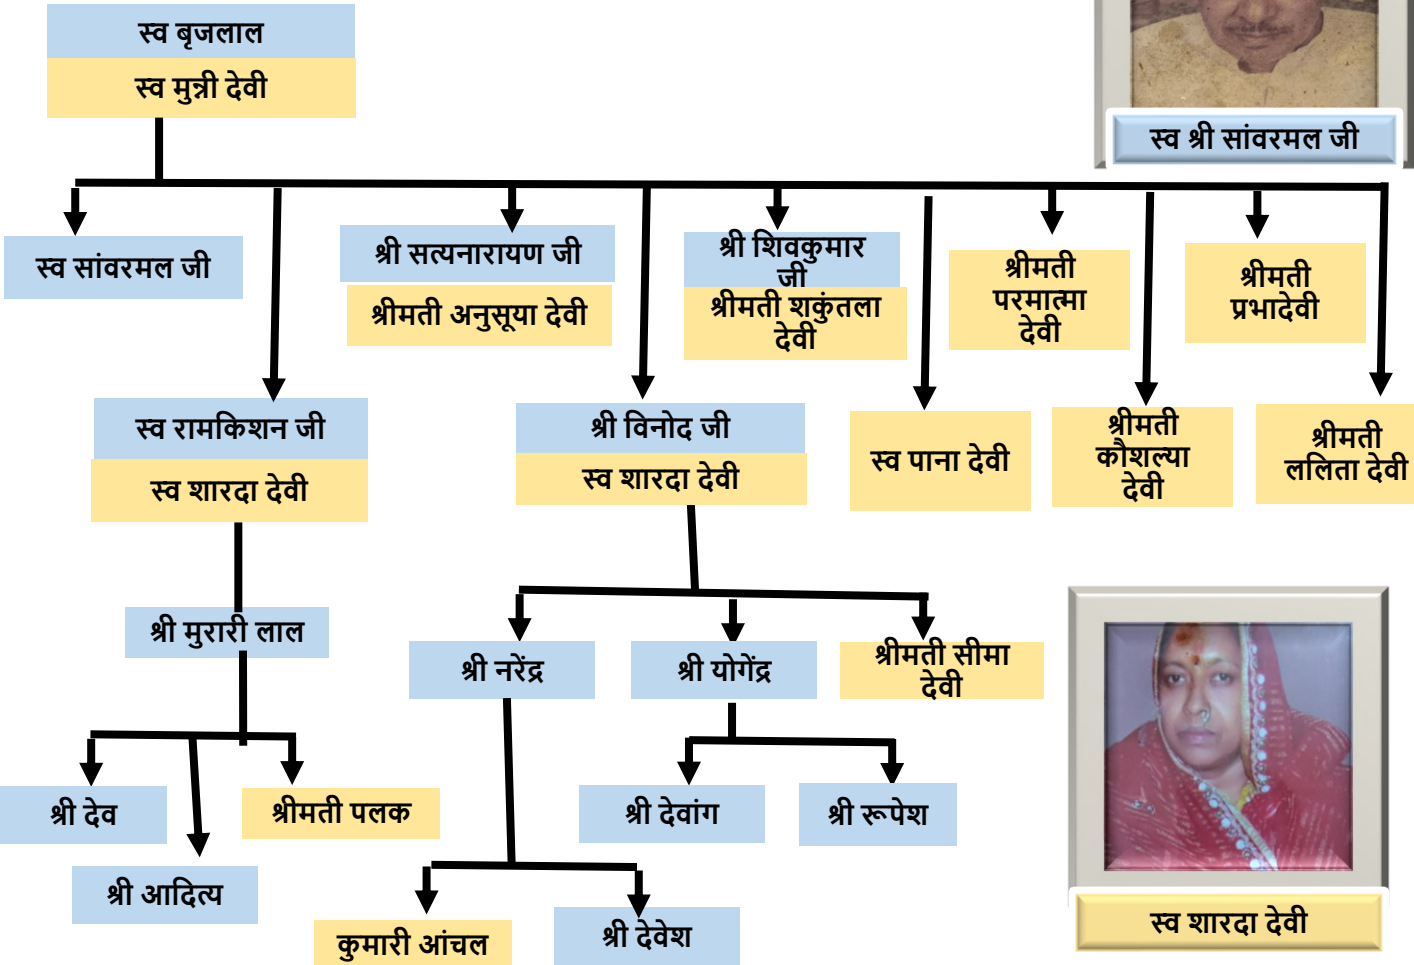 स्व बृजलाल
स्व मुन्नी देवी
स्व श्री सांवरमल जी
स्व सांवरमल जी
श्री सत्यनारायण जी
श्रीमती अनुसूया देवी
श्री शिवकुमार
जी
श्रीमती शकुंतला
देवी
श्रीमती
परमात्मा
देवी
श्रीमती
प्रभादेवी
स्व रामकिशन जी
स्व शारदा देवी
श्री विनोद जी
स्व शारदा देवी
स्व पाना देवी
श्रीमती
कौशल्या
देवी
श्रीमती
ललिता देवी
श्री मुरारी लाल
श्री नरेंद्र
श्री योगेंद्र
श्रीमती सीमा
देवी
श्री देव
श्रीमती पलक
श्री देवांग
श्री रूपेश
श्री आदित्य
कुमारी आंचल
श्री देवेश
स्व शारदा देवी